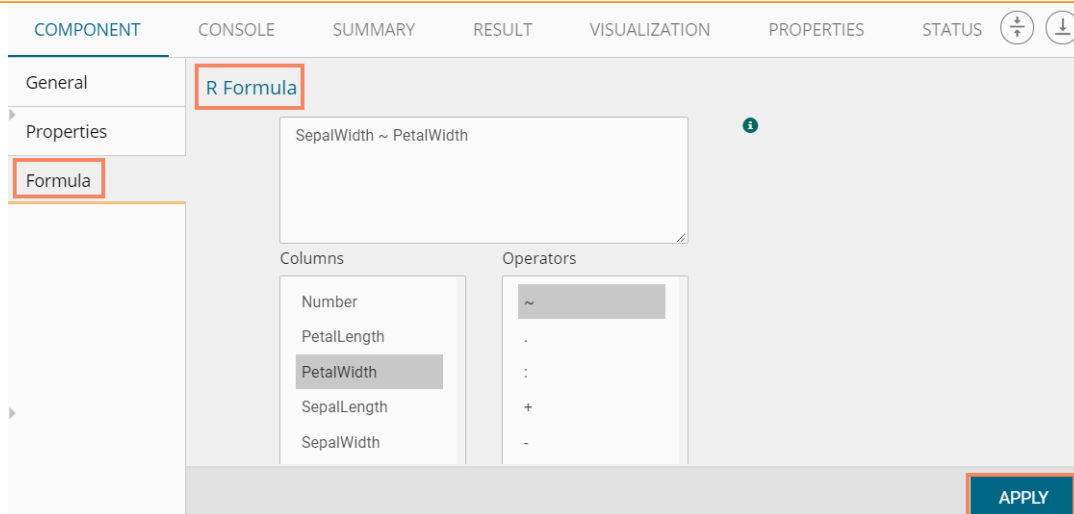 COMPONENT CONSOLE SUMMARY RESULT VISUALIZATION PROPERTIES STATUS
General
R Formula
Properties
SepalWidth ~ PetalWidth
Formula
Columns
Operators
Number
PetalLength
PetalWidth
SepalLength
SepalWidth
~
.
:
+
-
APPLY